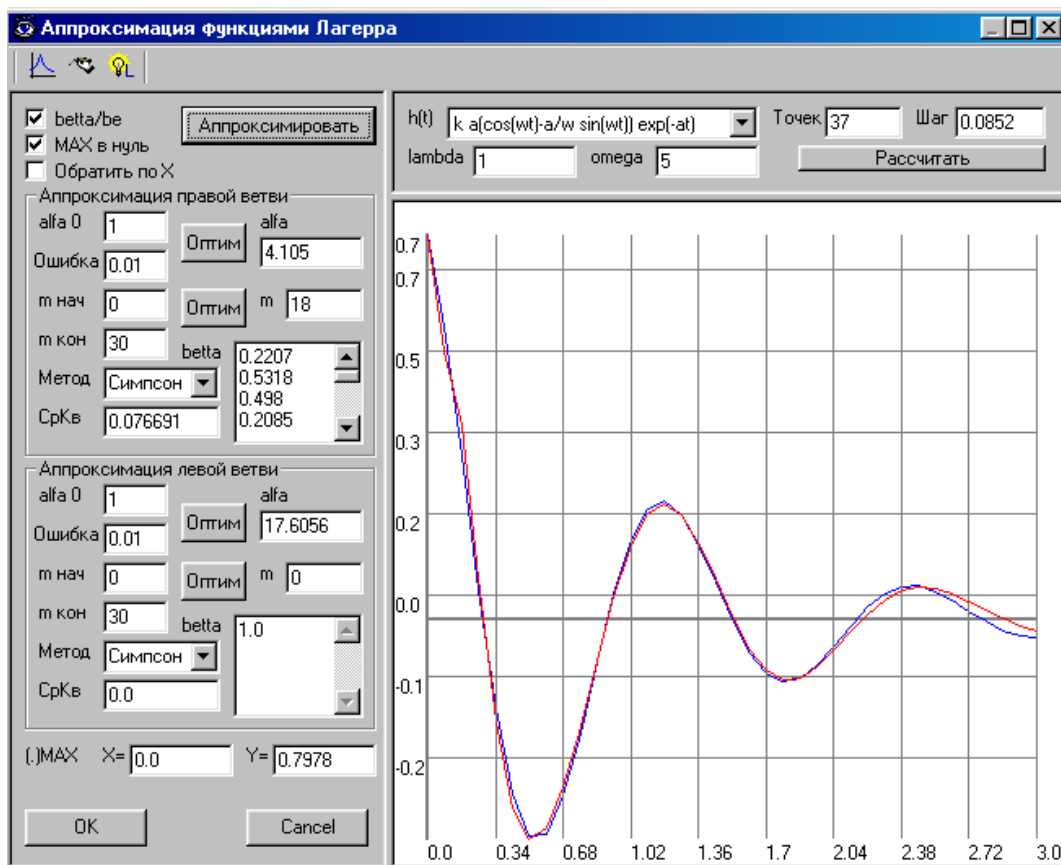 Аппроксимация функциями Лагерра
betta/be
Аппроксимировать
MAX в нуль
Обратить по X
Аппроксимация правой ветви
alfa 0 1 Оптим alfa 4.105
Ошибка 0.01
m нач 0 Оптим m 18
m кон 30 betta 0.2207
0.5318
0.498
0.2085
Метод Симпсон
СрКв 0.076691
Аппроксимация левой ветви
alfa 0 1 Оптим alfa 17.6056
Ошибка 0.01
m нач 0 Оптим m 0
m кон 30 betta 1.0
Метод Симпсон
СрКв 0.0
(.)MAX X= 0.0 Y= 0.7978
OK Cancel
h(t) k a(cos(wt)-a/w sin(wt)) exp(-at) Точек 37 Шаг 0.0852
lambda 1 omega 5 Рассчитать
0.7
0.7
0.5
0.3
0.2
0.0
-0.1
-0.2
0.0 0.34 0.68 1.02 1.36 1.7 2.04 2.38 2.72 3.0